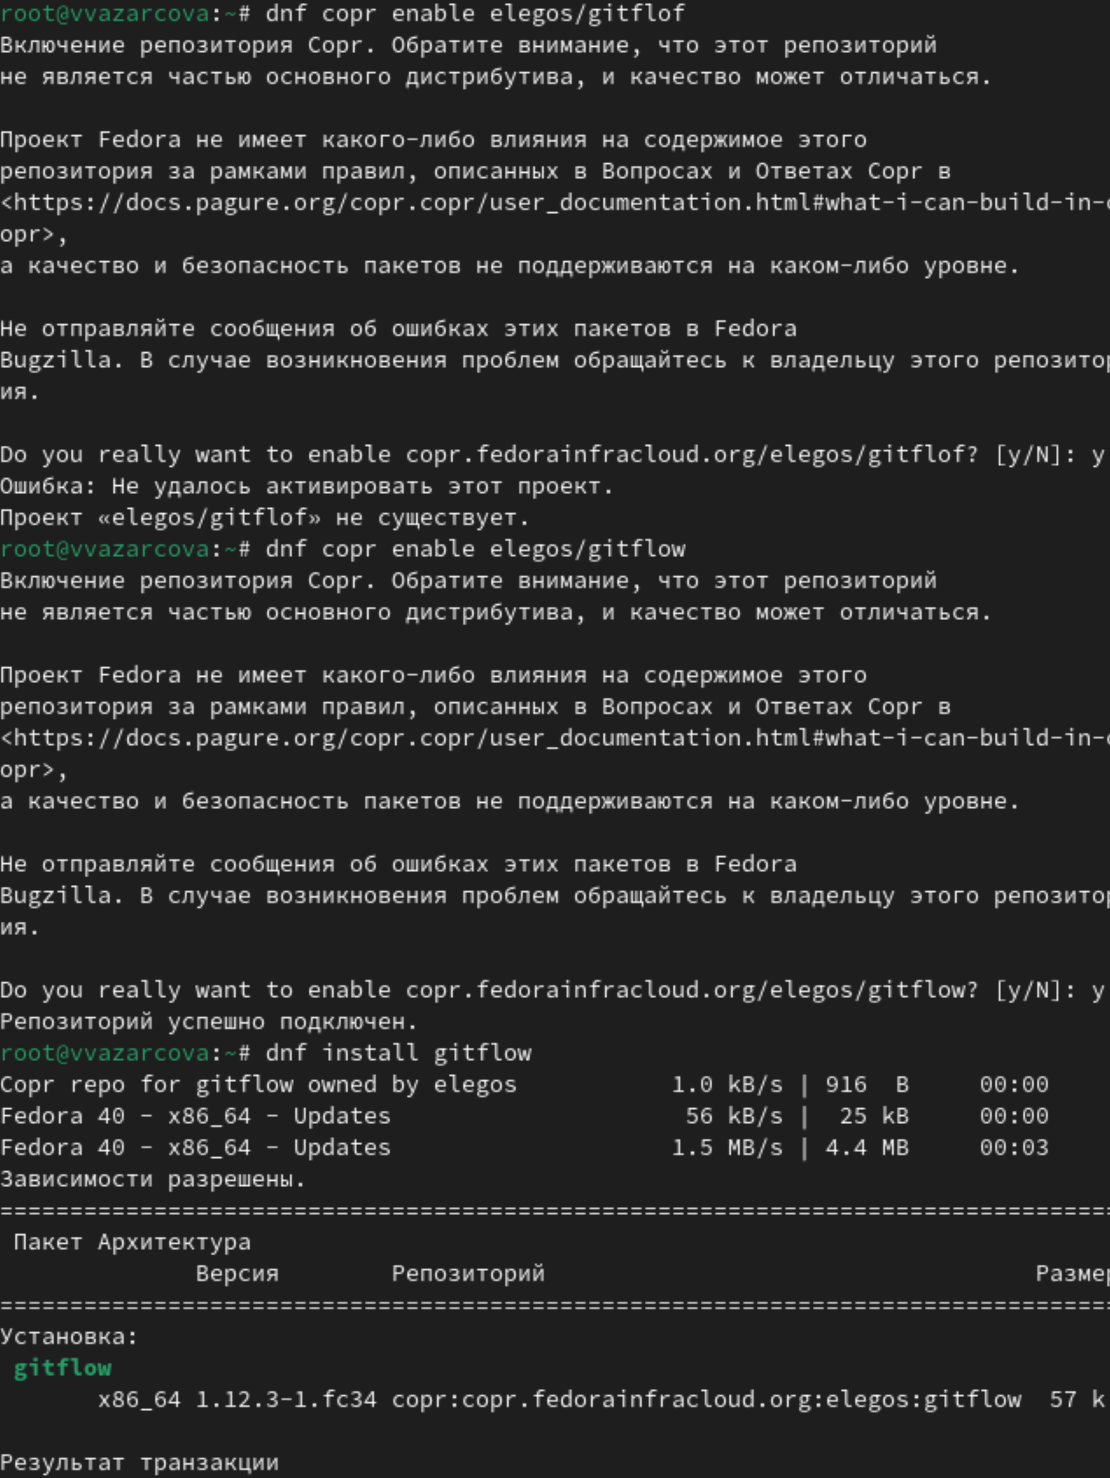 root@vvazarcova:~# dnf copr enable elegos/gitflof
Включение репозитория Copr. Обратите внимание, что этот репозиторий
не является частью основного дистрибутива, и качество может отличаться.
Проект Fedora не имеет какого-либо влияния на содержимое этого
репозитория за рамками правил, описанных в Вопросах и Ответах Copr в
<https://docs.pagure.org/copr.copr/user_documentation.html#what-i-can-build-in-c
opr>,
а качество и безопасность пакетов не поддерживаются на каком-либо уровне.
Не отправляйте сообщения об ошибках этих пакетов в Fedora
Bugzilla. В случае возникновения проблем обращайтесь к владельцу этого репозитор
ия.
Do you really want to enable copr.fedorainfracloud.org/elegos/gitflof? [y/N]: y
Ошибка: Не удалось активировать этот проект.
Проект «elegos/gitflof» не существует.
root@vvazarcova:~# dnf copr enable elegos/gitflow
Включение репозитория Copr. Обратите внимание, что этот репозиторий
не является частью основного дистрибутива, и качество может отличаться.
Проект Fedora не имеет какого-либо влияния на содержимое этого
репозитория за рамками правил, описанных в Вопросах и Ответах Copr в
<https://docs.pagure.org/copr.copr/user_documentation.html#what-i-can-build-in-c
opr>,
а качество и безопасность пакетов не поддерживаются на каком-либо уровне.
Не отправляйте сообщения об ошибках этих пакетов в Fedora
Bugzilla. В случае возникновения проблем обращайтесь к владельцу этого репозитор
ия.
Do you really want to enable copr.fedorainfracloud.org/elegos/gitflow? [y/N]: y
Репозиторий успешно подключен.
root@vvazarcova:~# dnf install gitflow
Copr repo for gitflow owned by elegos 1.0 kB/s | 916 B 00:00
Fedora 40 - x86_64 - Updates 56 kB/s | 25 kB 00:00
Fedora 40 - x86_64 - Updates 1.5 MB/s | 4.4 MB 00:03
Зависимости разрешены.
================================================================================
Пакет Архитектура
Версия Репозиторий Размер
================================================================================
Установка:
gitflow
x86_64 1.12.3-1.fc34 copr:copr.fedorainfracloud.org:elegos:gitflow 57 k
Результат транзакции